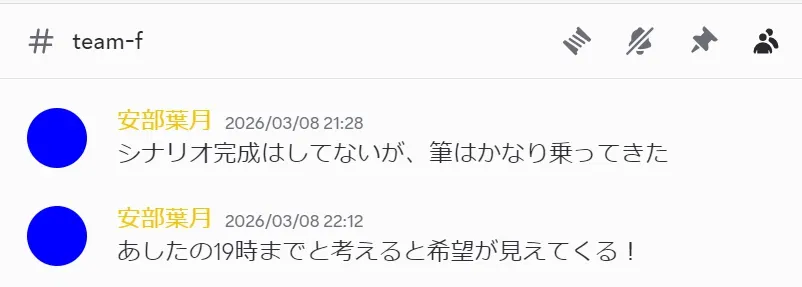 # team-f
安部葉月 2026/03/08 21:28
シナリオ完成はしてないが、筆はかなり乗ってきた
安部葉月 2026/03/08 22:12
あしたの19時までと考えると希望が見えてくる！